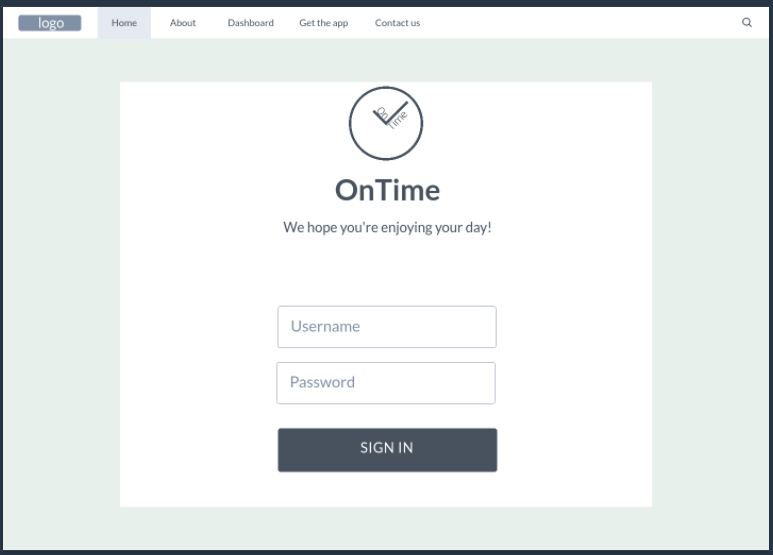 logo Home About Dashboard Get the app Contact us
On
Time
OnTime
We hope you're enjoying your day!
Username
Password
SIGN IN